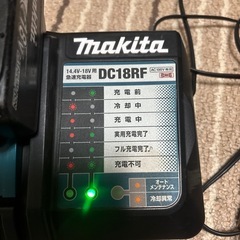 makita
14.4V-18V用
急速充電器
DC18RF
充電前
冷却中
充電中
実用充電完了
フル充電完了
充電不可
オート
メンテナンス
冷却異常